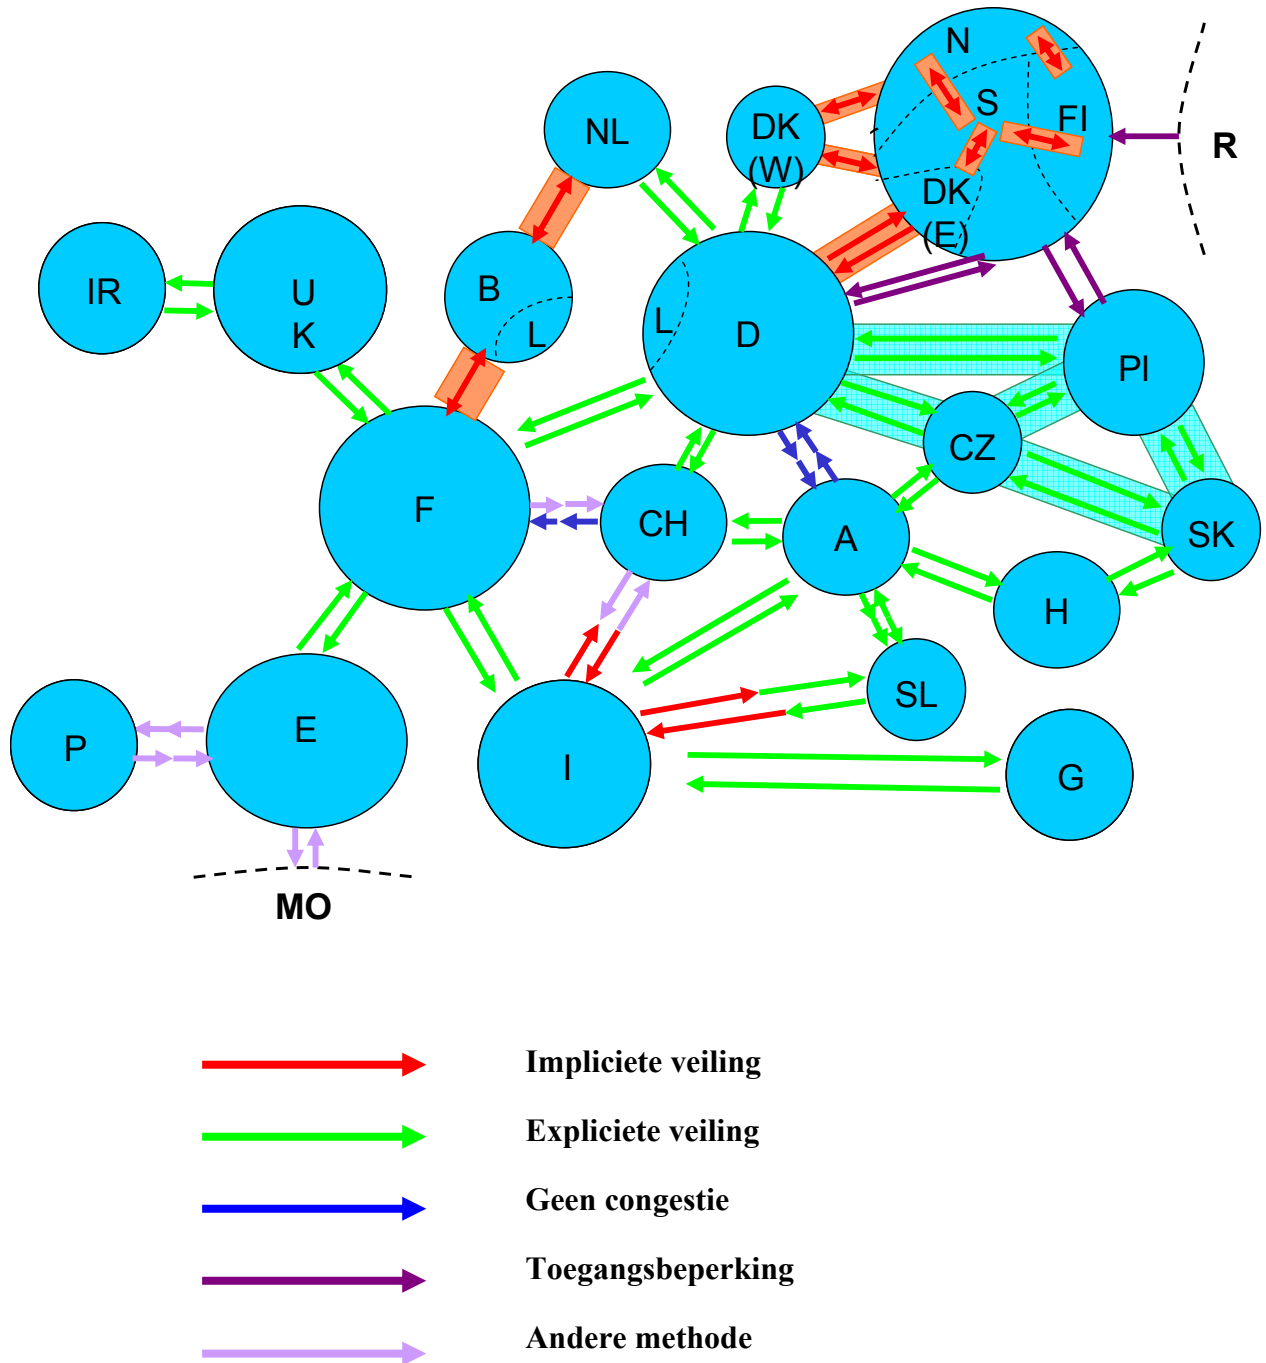 N
S
FI
DK
(W)
NL
R
DK
(E)
IR
U
K
B
L
L
D
Pl
CZ
F
CH
A
SK
H
SL
E
P
I
G
MO
Impliciete veiling
Expliciete veiling
Geen congestie
Toegangsbeperking
Andere methode